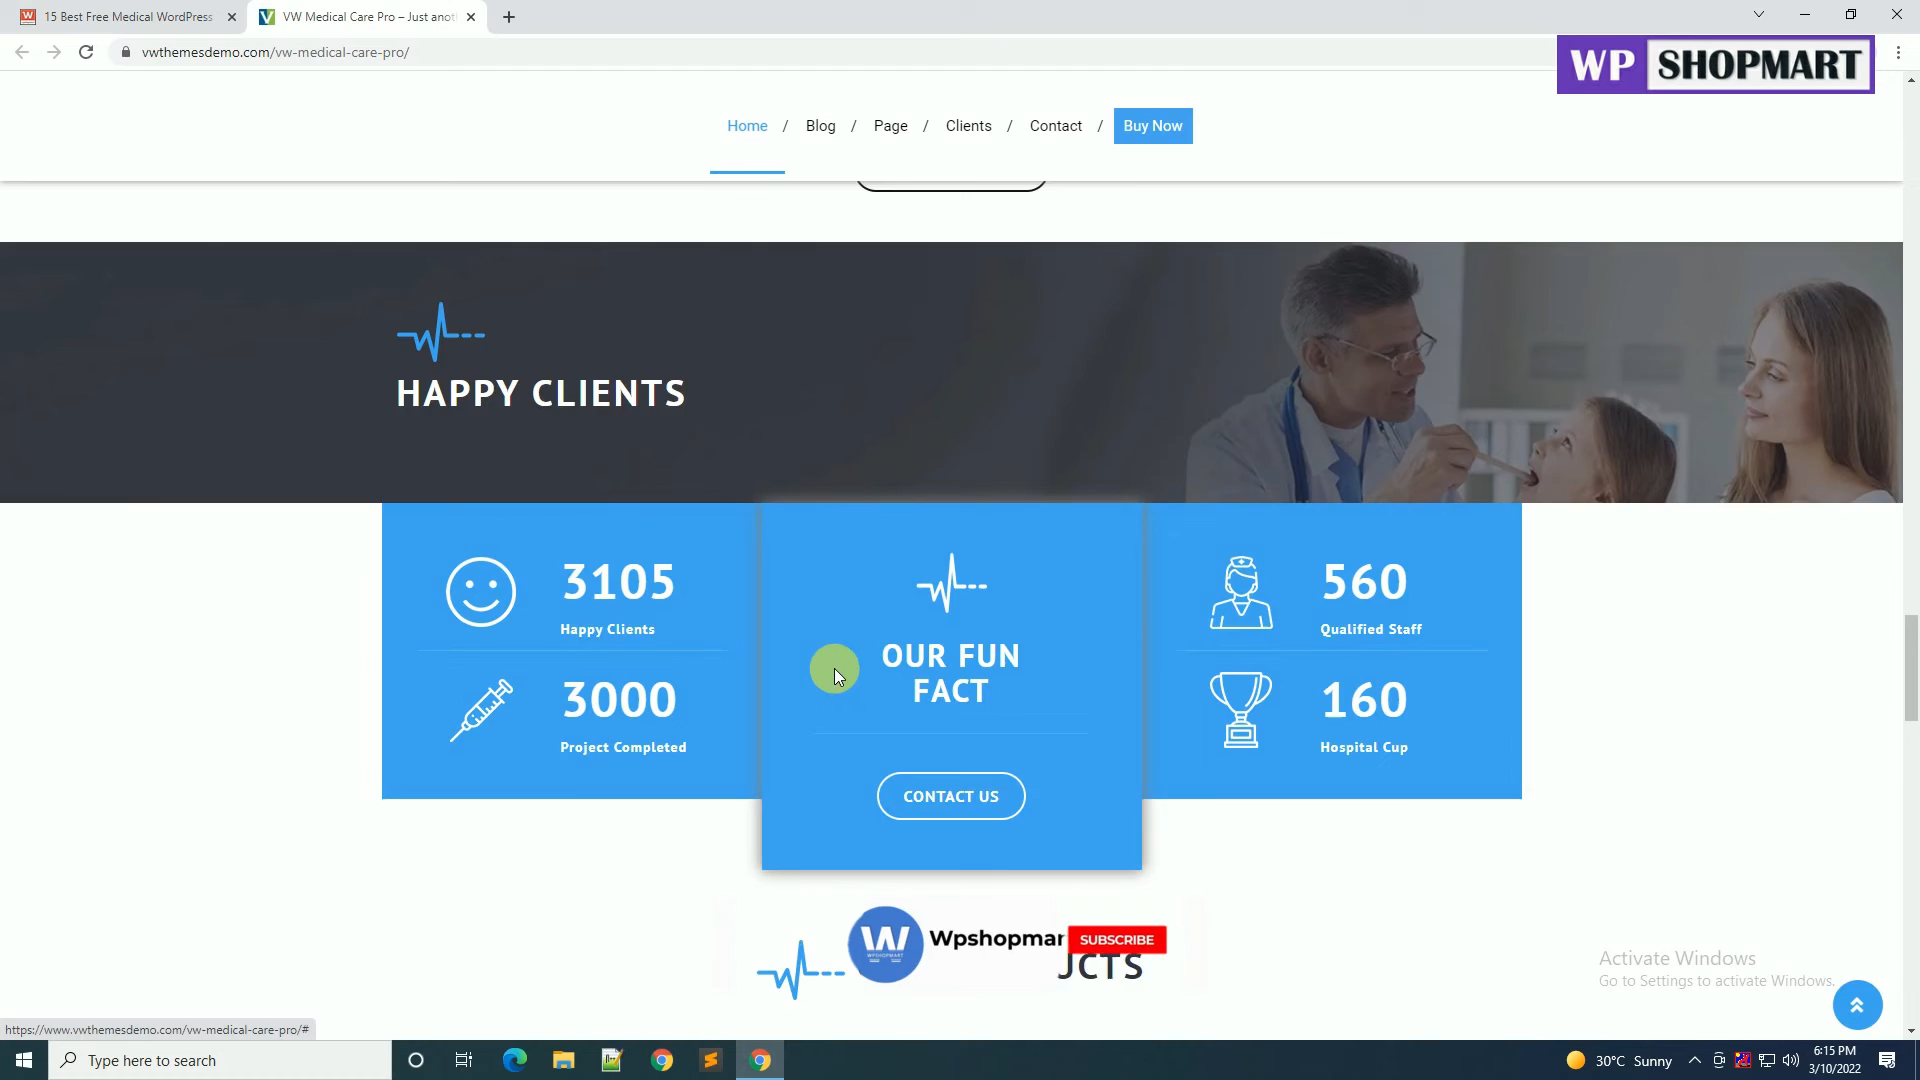 15 Best Free Medical WordPress
VW Medical Care Pro – Just anot
vwthemesdemo.com/vw-medical-care-pro/
WP SHOPMART
Home / Blog / Page / Clients / Contact / Buy Now
HAPPY CLIENTS
3105
Happy Clients
3000
Project Completed
OUR FUN
FACT
CONTACT US
560
Qualified Staff
160
Hospital Cup
W
WPSHOPMART
Wpshopmar
SUBSCRIBE
JCTS
Activate Windows
Go to Settings to activate Windows.
https://www.vwthemesdemo.com/vw-medical-care-pro/#
Type here to search
30°C Sunny
6:15 PM
3/10/2022